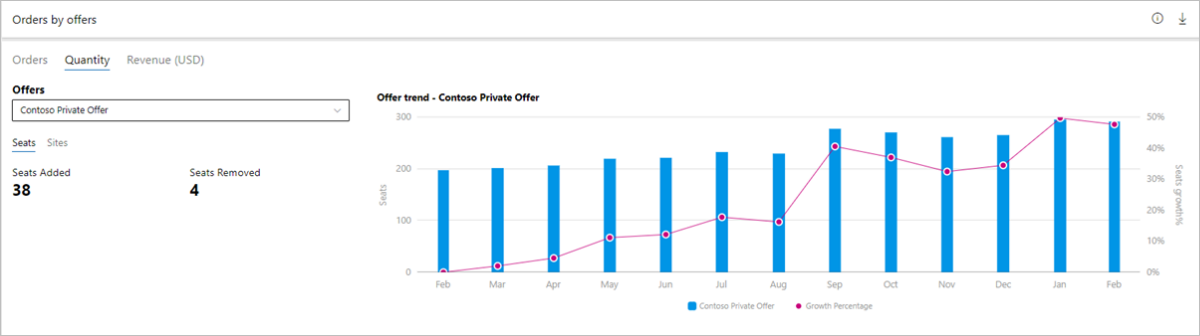 Orders by offers
Orders Quantity Revenue (USD)
Offers
Contoso Private Offer
Seats Sites
Seats Added Seats Removed
38 4
Offer trend - Contoso Private Offer
300 50%
40%
200
30%
Seats Seats growth%
20%
100
10%
0 0%
Feb Mar Apr May Jun Jul Aug Sep Oct Nov Dec Jan Feb
Contoso Private Offer Growth Percentage